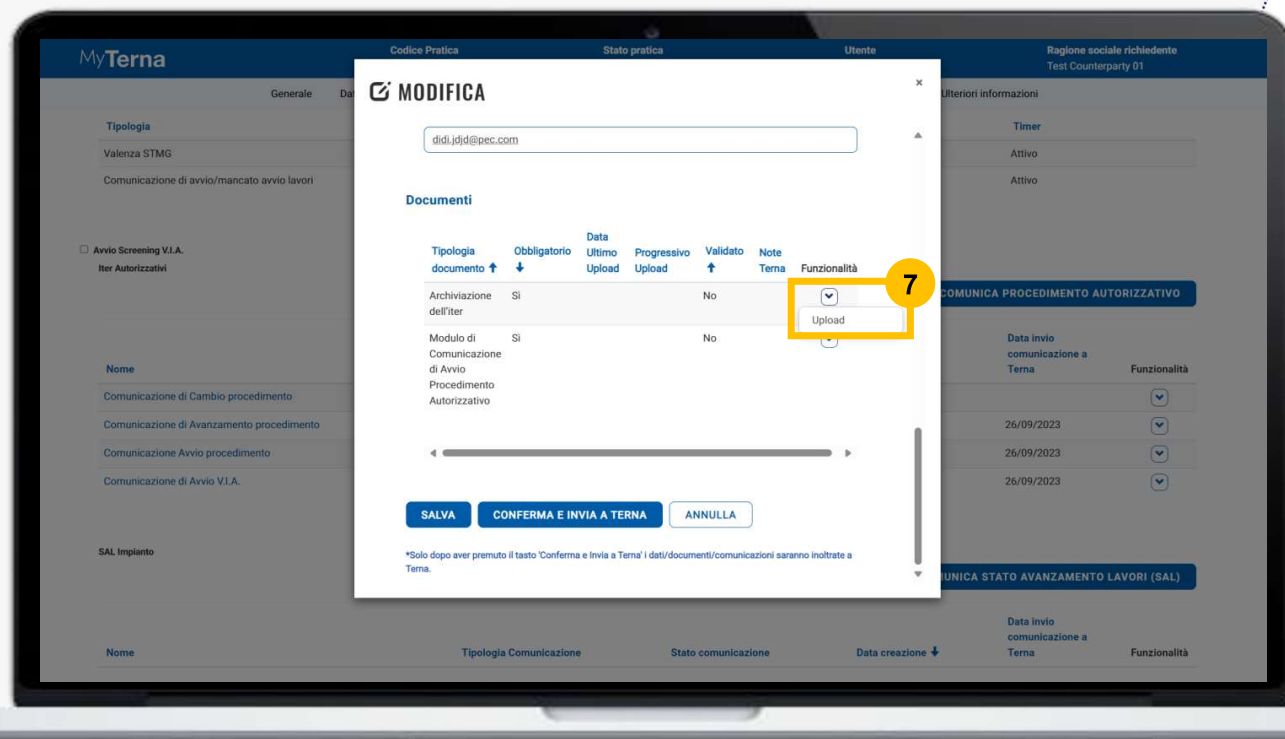 MyTerna
Codice Pratica
Stato pratica
Utente
Ragione sociale richiedente
Test Counterparty 01
Generale
Ulteriori informazioni
Tipologia
Timer
Valenza STMG
Attivo
Comunicazione di avvio/mancato avvio lavori
Attivo
Avvio Screening V.I.A.
Iter Autorizzativi
COMUNICA PROCEDIMENTO AUTORIZZATIVO
Nome
Data invio
comunicazione a
Terna
Funzionalità
Comunicazione di Cambio procedimento
Comunicazione di Avanzamento procedimento
26/09/2023
Comunicazione Avvio procedimento
26/09/2023
Comunicazione di Avvio V.I.A.
26/09/2023
SAL Impianto
UNICA STATO AVANZAMENTO LAVORI (SAL)
Nome
Tipologia Comunicazione
Stato comunicazione
Data creazione
Data invio
comunicazione a
Terna
Funzionalità
MODIFICA
×
didi.jdjd@pec.com
Documenti
Tipologia
documento
Obbligatorio
Data
Ultimo
Upload
Progressivo
Upload
Validato
Note
Terna
Funzionalità
Archiviazione
dell'iter
Sì
No
Upload
7
Modulo di
Comunicazione
di Avvio
Procedimento
Autorizzativo
Sì
No
SALVA
CONFERMA E INVIA A TERNA
ANNULLA
*Solo dopo aver premuto il tasto 'Conferma e Invia a Terna' i dati/documenti/comunicazioni saranno inoltrate a
Terna.